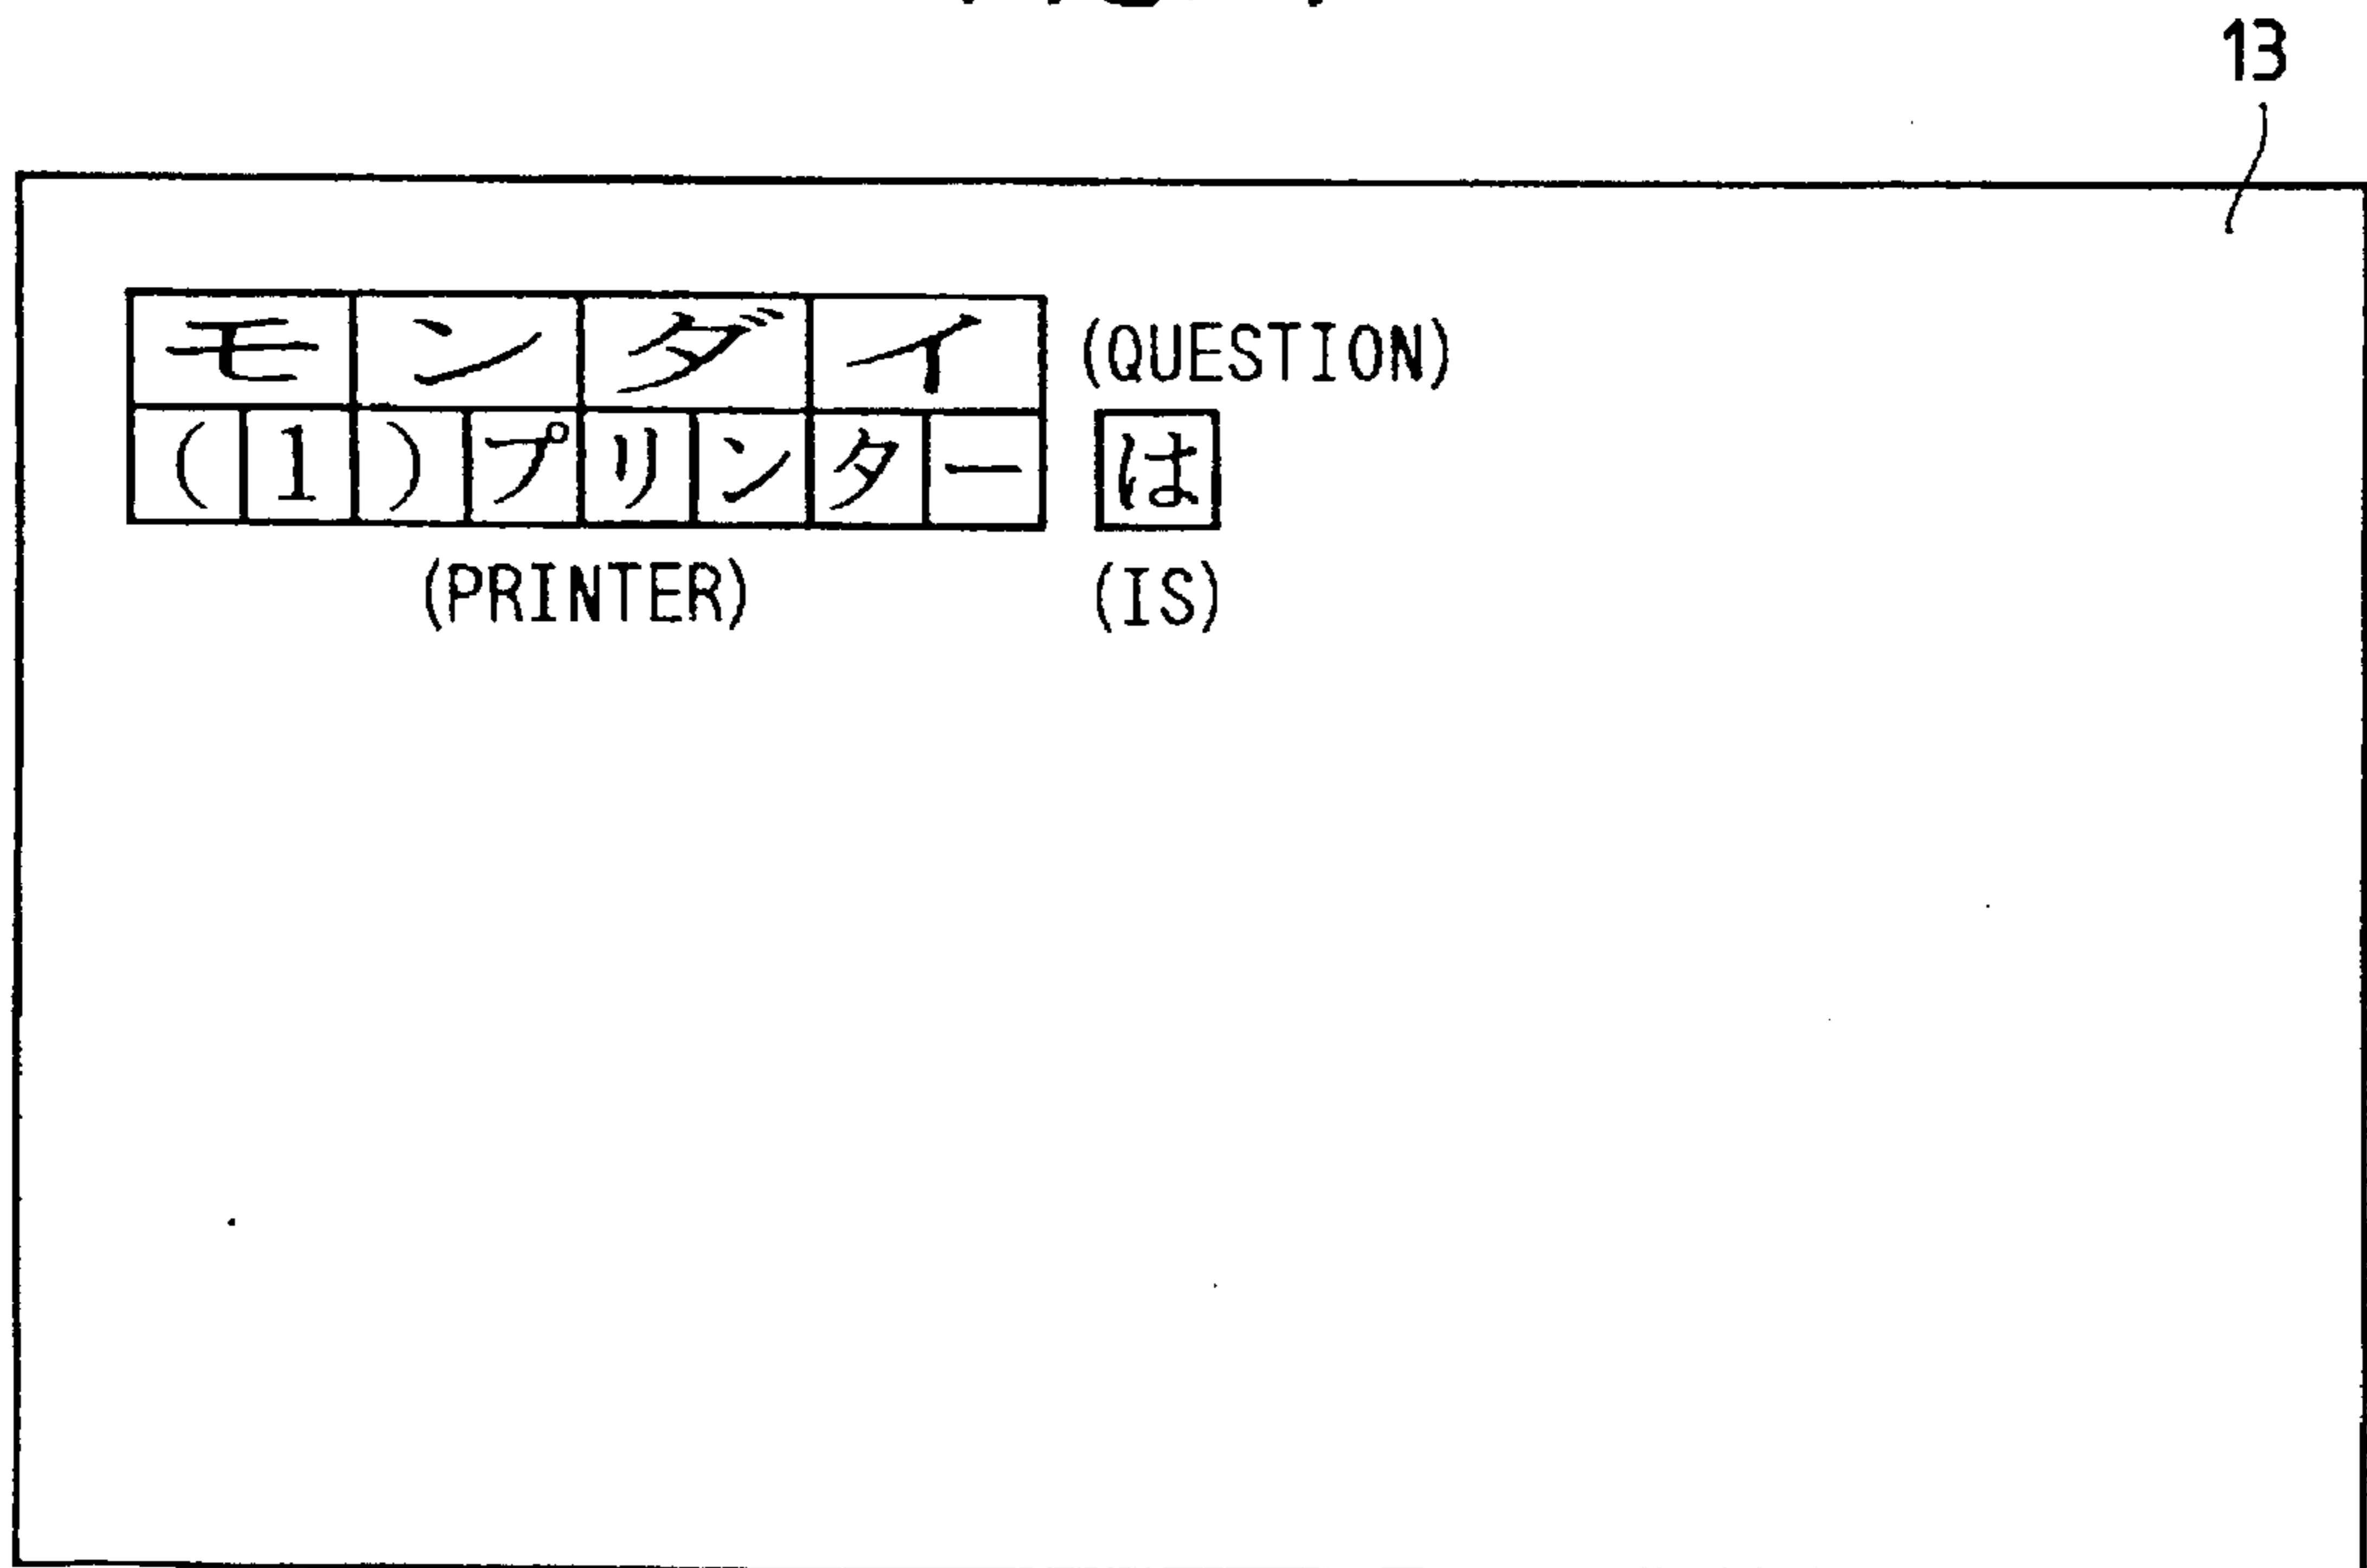 13
モンダイ (QUESTION)
(1)プリンター は
(PRINTER) (IS)